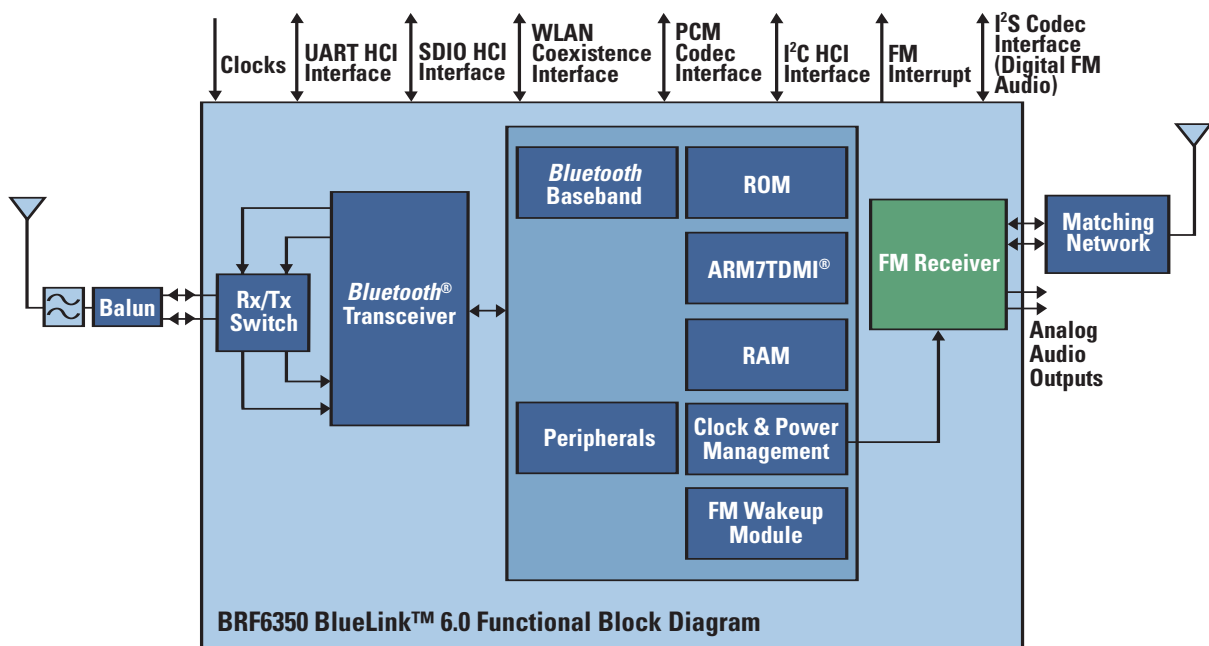 Clocks
UART HCI
Interface
SDIO HCI
Interface
WLAN
Coexistence
Interface
PCM
Codec
Interface
I²C HCI
Interface
FM
Interrupt
I²S Codec
Interface
(Digital FM
Audio)
Bluetooth
Baseband
ROM
ARM7TDMI®
RAM
Peripherals
Clock & Power
Management
FM Wakeup
Module
Balun
Rx/Tx
Switch
Bluetooth®
Transceiver
FM Receiver
Matching
Network
Analog
Audio
Outputs
BRF6350 BlueLink™ 6.0 Functional Block Diagram